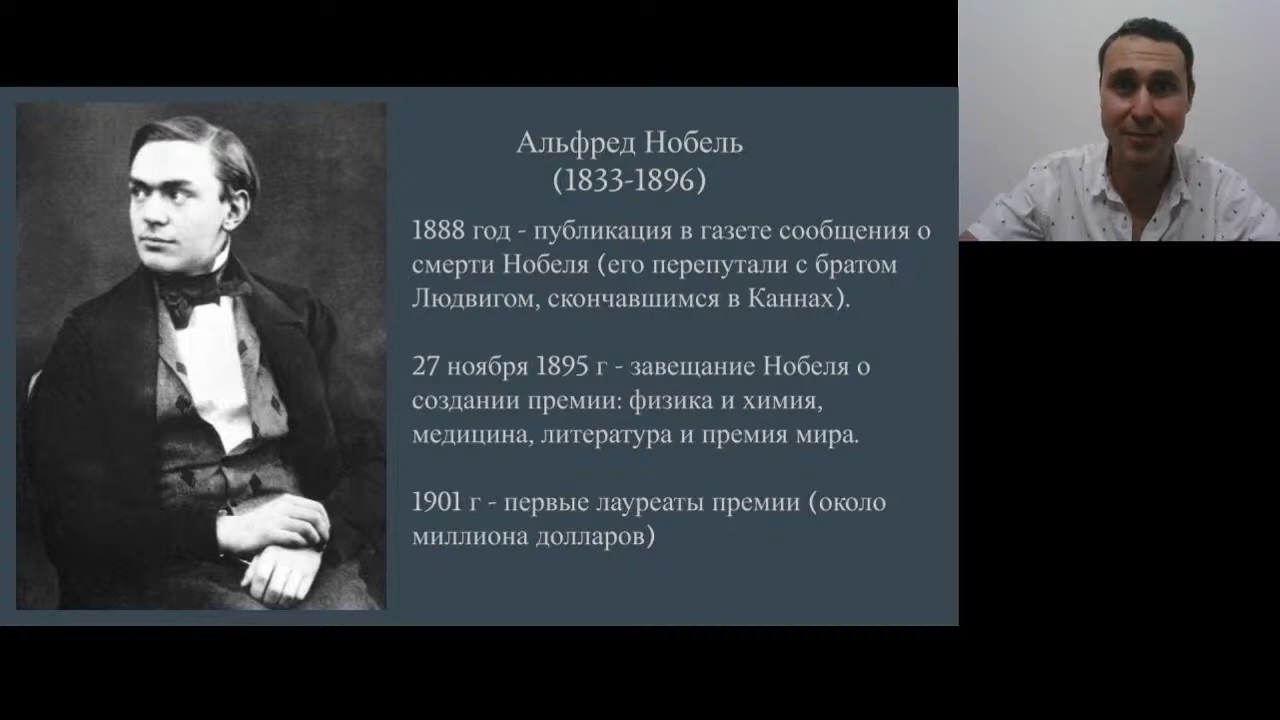 Альфред Нобель
(1833-1896)
1888 год - публикация в газете сообщения о
смерти Нобеля (его перепутали с братом
Людвигом, скончавшимся в Каннах).
27 ноября 1895 г - завещание Нобеля о
создании премии: физика и химия,
медицина, литература и премия мира.
1901 г - первые лауреаты премии (около
миллиона долларов)